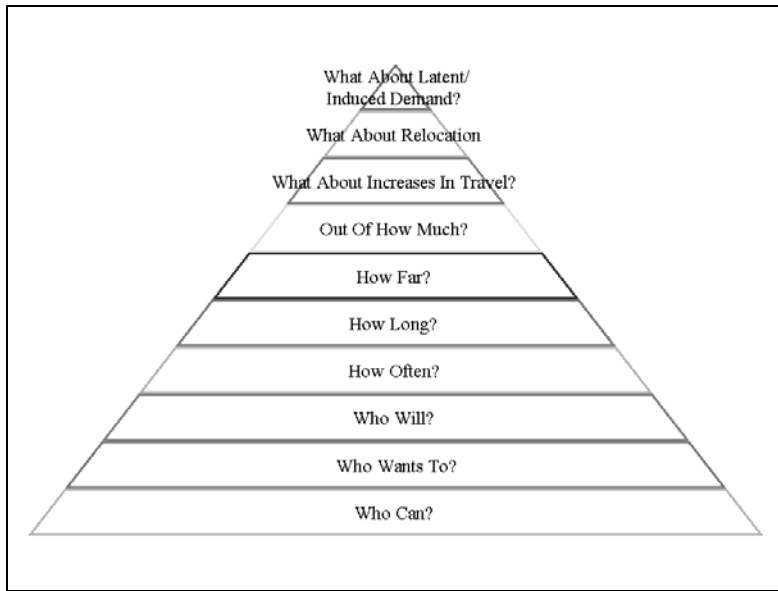 What About Latent/
Induced Demand?
What About Relocation
What About Increases In Travel?
Out Of How Much?
How Far?
How Long?
How Often?
Who Will?
Who Wants To?
Who Can?